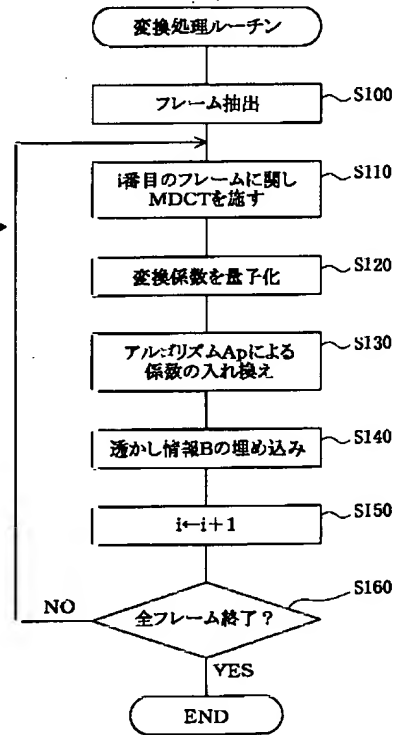 変換処理ルーチン
フレーム抽出
S100
i番目のフレームに関し
MDCTを施す
S110
変換係数を量子化
S120
アルゴリズムApによる
係数の入れ換え
S130
透かし情報Bの埋め込み
S140
i←i+1
S150
全フレーム終了?
S160
NO
YES
END